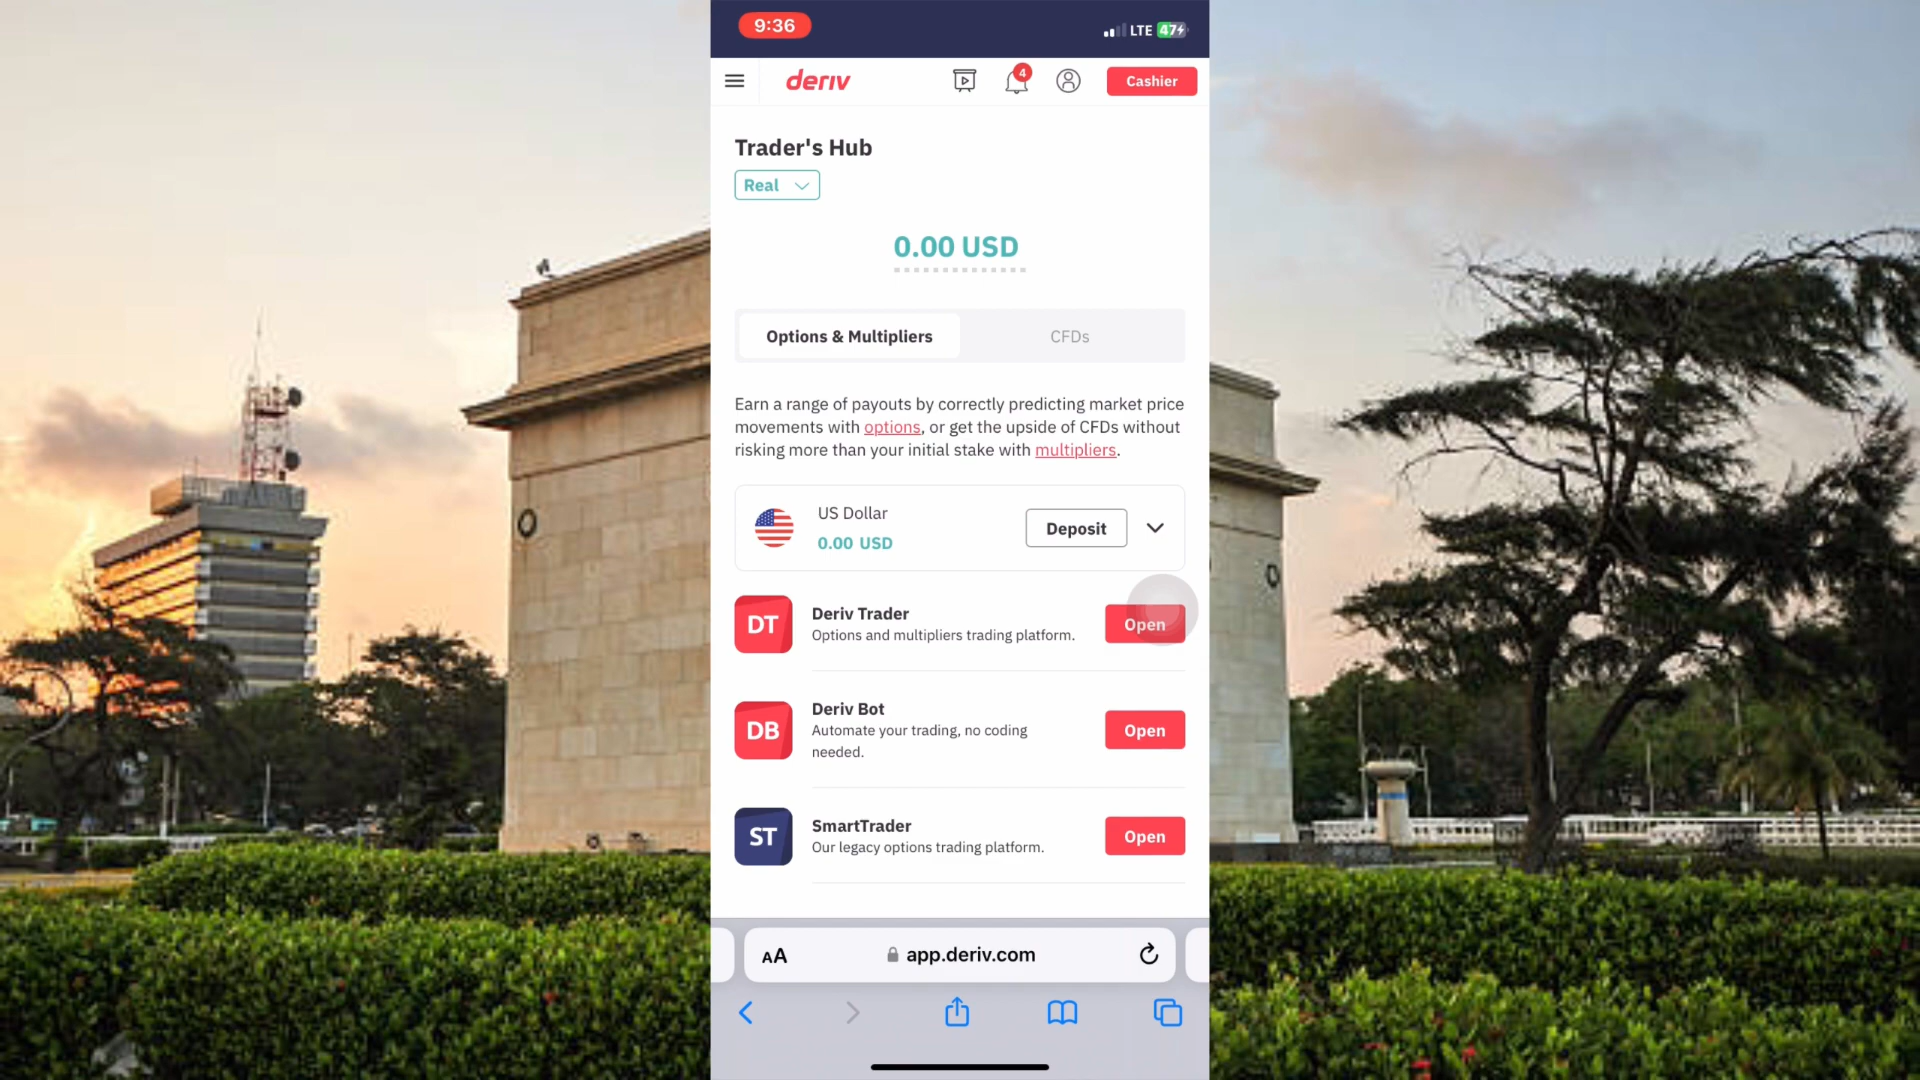 9:36
LTE 47
deriv
4
Cashier
Trader's Hub
Real
0.00 USD
Options & Multipliers
CFDs
Earn a range of payouts by correctly predicting market price
movements with options, or get the upside of CFDs without
risking more than your initial stake with multipliers.
US Dollar
0.00 USD
Deposit
DT
Deriv Trader
Options and multipliers trading platform.
Open
DB
Deriv Bot
Automate your trading, no coding
needed.
Open
ST
SmartTrader
Our legacy options trading platform.
Open
AA
app.deriv.com